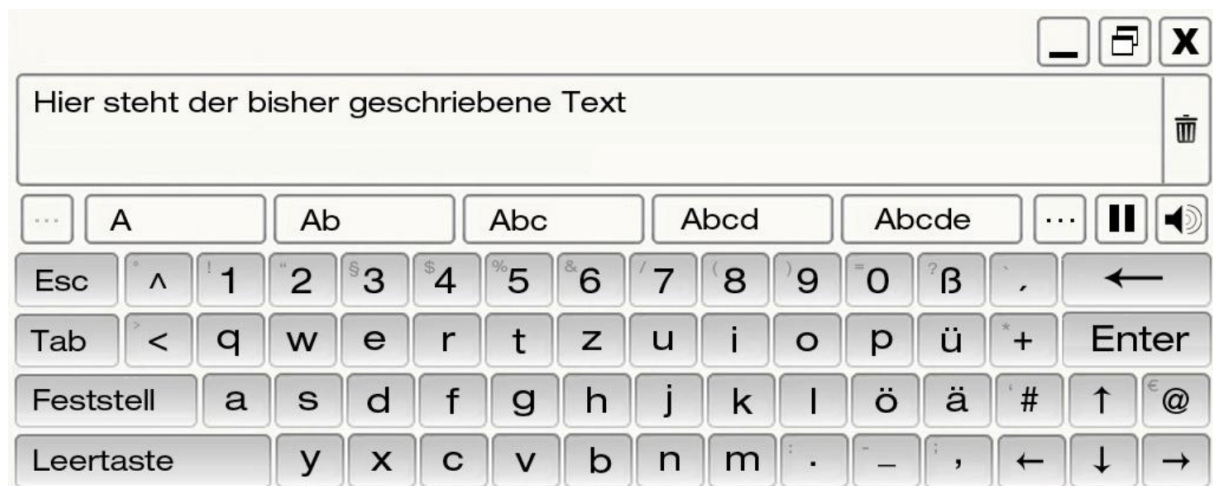 _ X
Hier steht der bisher geschriebene Text
... A Ab Abc Abcd Abcde ...
Esc ° ^ ! 1 “ 2 § 3 $ 4 % 5 & 6 / 7 ( 8 ) 9 = 0 ? ß ` ´ ←
Tab > < q w e r t z u i o p ü * + Enter
Feststell a s d f g h j k l ö ä ‘ # ↑ € @
Leertaste y x c v b n m : . - _ ; , ← ↓ →